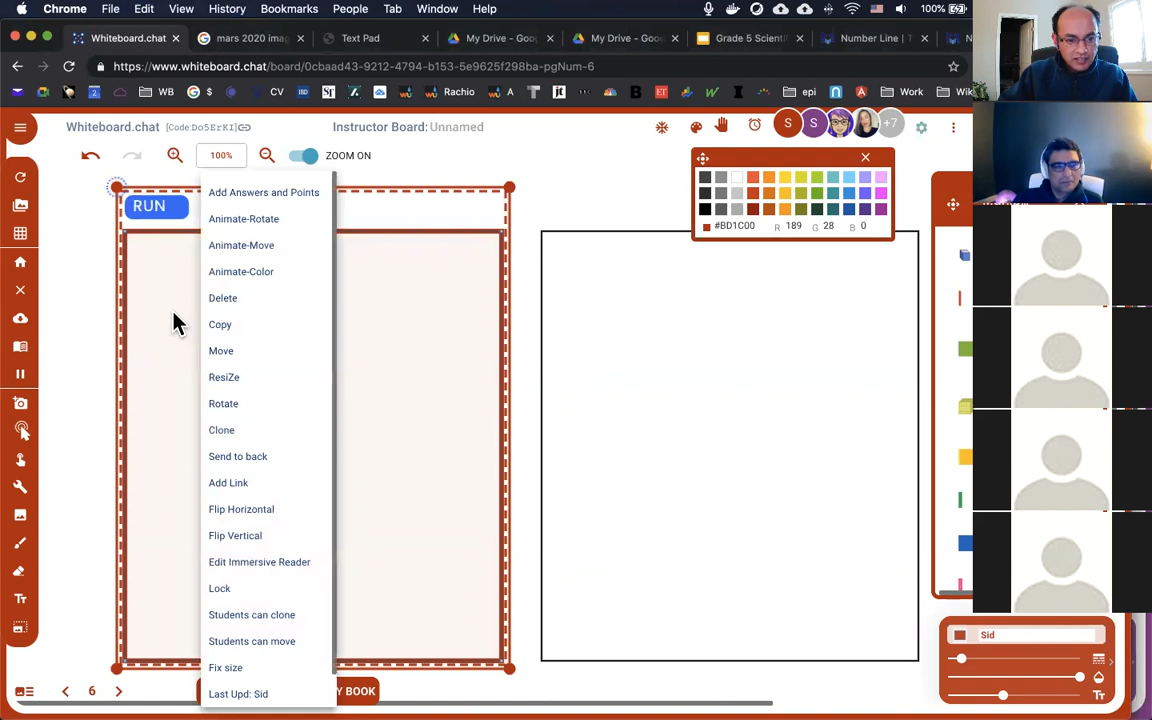 Chrome File Edit View History Bookmarks People Tab Window Help 100%
Whiteboard.chat mars 2020 ima Text Pad My Drive - Goo My Drive - Goo Grade 5 Scienti Number Line | T
https://www.whiteboard.chat/board/0cbaad43-9212-4794-b153-5e9625f298ba-pgNum-6
WB G $ CV Rachio A epi Work Wik
Whiteboard.chat [Code:Do5ErKI] Instructor Board: Unnamed S S +7
100% ZOOM ON
RUN
Add Answers and Points
Animate-Rotate
Animate-Move
Animate-Color
Delete
Copy
Move
ResiZe
Rotate
Clone
Send to back
Add Link
Flip Horizontal
Flip Vertical
Edit Immersive Reader
Lock
Students can clone
Students can move
Fix size
Last Upd: Sid
#BD1C00 R 189 G 28 B 0
Sid
6 Y BOOK